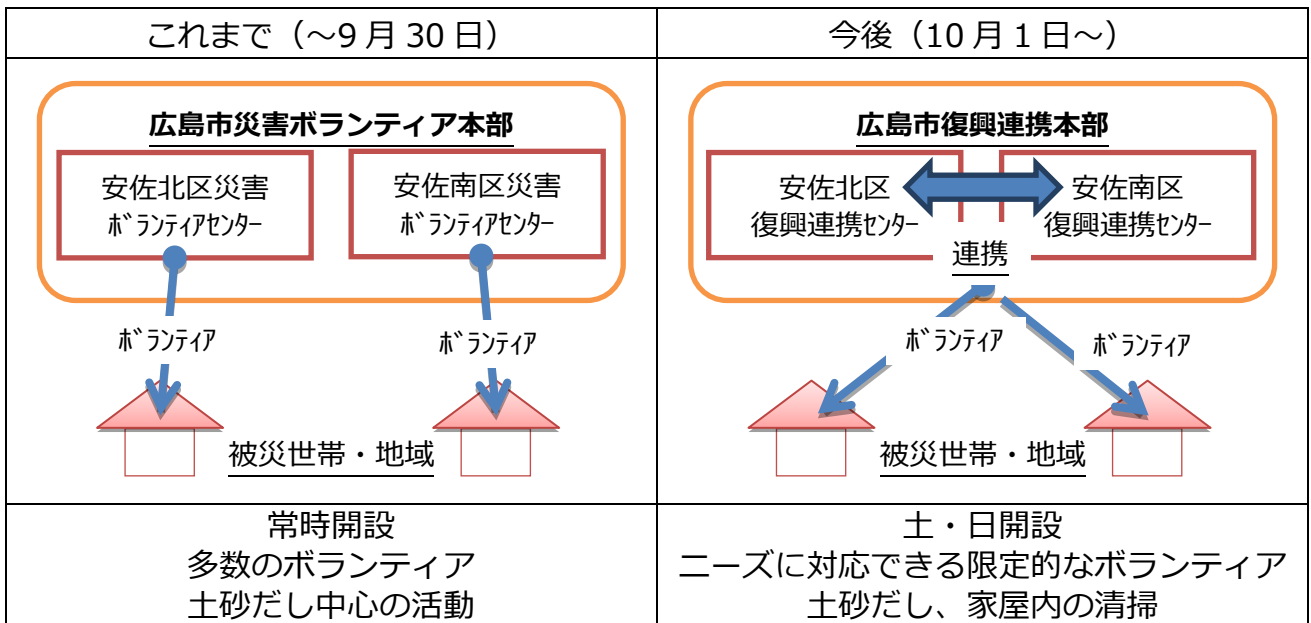 これまで（～9月30日）
広島市災害ボランティア本部
安佐北区災害
ﾎﾞﾗﾝﾃｨｱｾﾝﾀｰ
安佐南区災害
ﾎﾞﾗﾝﾃｨｱｾﾝﾀｰ
ﾎﾞﾗﾝﾃｨｱ
ﾎﾞﾗﾝﾃｨｱ
被災世帯・地域
常時開設
多数のボランティア
土砂だし中心の活動
今後（10月1日～）
広島市復興連携本部
安佐北区
復興連携ｾﾝﾀｰ
安佐南区
復興連携ｾﾝﾀｰ
連携
ﾎﾞﾗﾝﾃｨｱ
ﾎﾞﾗﾝﾃｨｱ
被災世帯・地域
土・日開設
ニーズに対応できる限定的なボランティア
土砂だし、家屋内の清掃